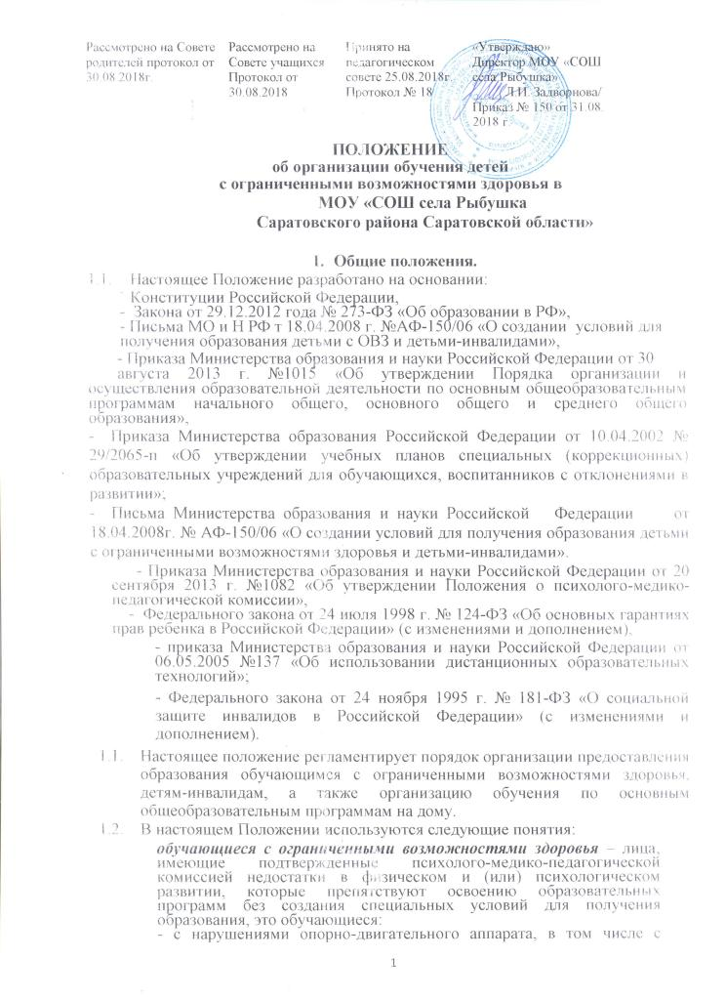 Рассмотрено на Совете
родителей протокол от
30.08.2018г.
Рассмотрено на
Совете учащихся
Протокол от
30.08.2018
Принято на
педагогическом
совете 25.08.2018г.
Протокол № 18
«Утверждаю»
Директор МОУ «СОШ
села Рыбушка»
Л.И. Задворнова/
Приказ № 150 от 31.08.
2018 г.
ПОЛОЖЕНИЕ
об организации обучения детей
с ограниченными возможностями здоровья в
МОУ «СОШ села Рыбушка
Саратовского района Саратовской области»
1. Общие положения.
1.1. Настоящее Положение разработано на основании:
Конституции Российской Федерации,
- Закона от 29.12.2012 года № 273-ФЗ «Об образовании в РФ»,
- Письма МО и Н РФ т 18.04.2008 г. №АФ-150/06 «О создании условий для
получения образования детьми с ОВЗ и детьми-инвалидами»,
- Приказа Министерства образования и науки Российской Федерации от 30
августа 2013 г. №1015 «Об утверждении Порядка организации и
осуществления образовательной деятельности по основным общеобразовательным
программам начального общего, основного общего и среднего общего
образования»,
- Приказа Министерства образования Российской Федерации от 10.04.2002 №
29/2065-п «Об утверждении учебных планов специальных (коррекционных)
образовательных учреждений для обучающихся, воспитанников с отклонениями в
развитии»;
- Письма Министерства образования и науки Российской Федерации от
18.04.2008г. № АФ-150/06 «О создании условий для получения образования детьми
с ограниченными возможностями здоровья и детьми-инвалидами».
- Приказа Министерства образования и науки Российской Федерации от 20
сентября 2013 г. №1082 «Об утверждении Положения о психолого-медико-
педагогической комиссии»,
- Федерального закона от 24 июля 1998 г. № 124-ФЗ «Об основных гарантиях
прав ребенка в Российской Федерации» (с изменениями и дополнением),
- приказа Министерства образования и науки Российской Федерации от
06.05.2005 №137 «Об использовании дистанционных образовательных
технологий»;
- Федерального закона от 24 ноября 1995 г. № 181-ФЗ «О социальной
защите инвалидов в Российской Федерации» (с изменениями и
дополнением).
1.1. Настоящее положение регламентирует порядок организации предоставления
образования обучающимся с ограниченными возможностями здоровья,
детям-инвалидам, а также организацию обучения по основным
общеобразовательным программам на дому.
1.2. В настоящем Положении используются следующие понятия:
обучающиеся с ограниченными возможностями здоровья – лица,
имеющие подтвержденные психолого-медико-педагогической
комиссией недостатки в физическом и (или) психологическом
развитии, которые препятствуют освоению образовательных
программ без создания специальных условий для получения
образования, это обучающиеся:
- с нарушениями опорно-двигательного аппарата, в том числе с
1